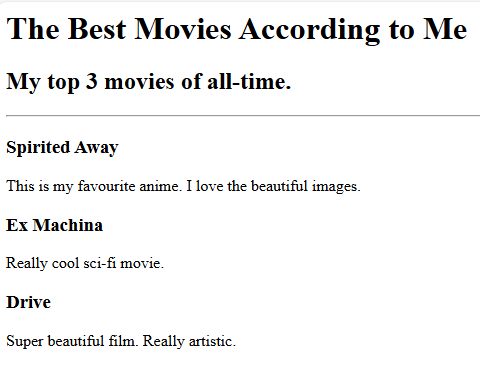 The Best Movies According to Me
My top 3 movies of all-time.
Spirited Away
This is my favourite anime. I love the beautiful images.
Ex Machina
Really cool sci-fi movie.
Drive
Super beautiful film. Really artistic.